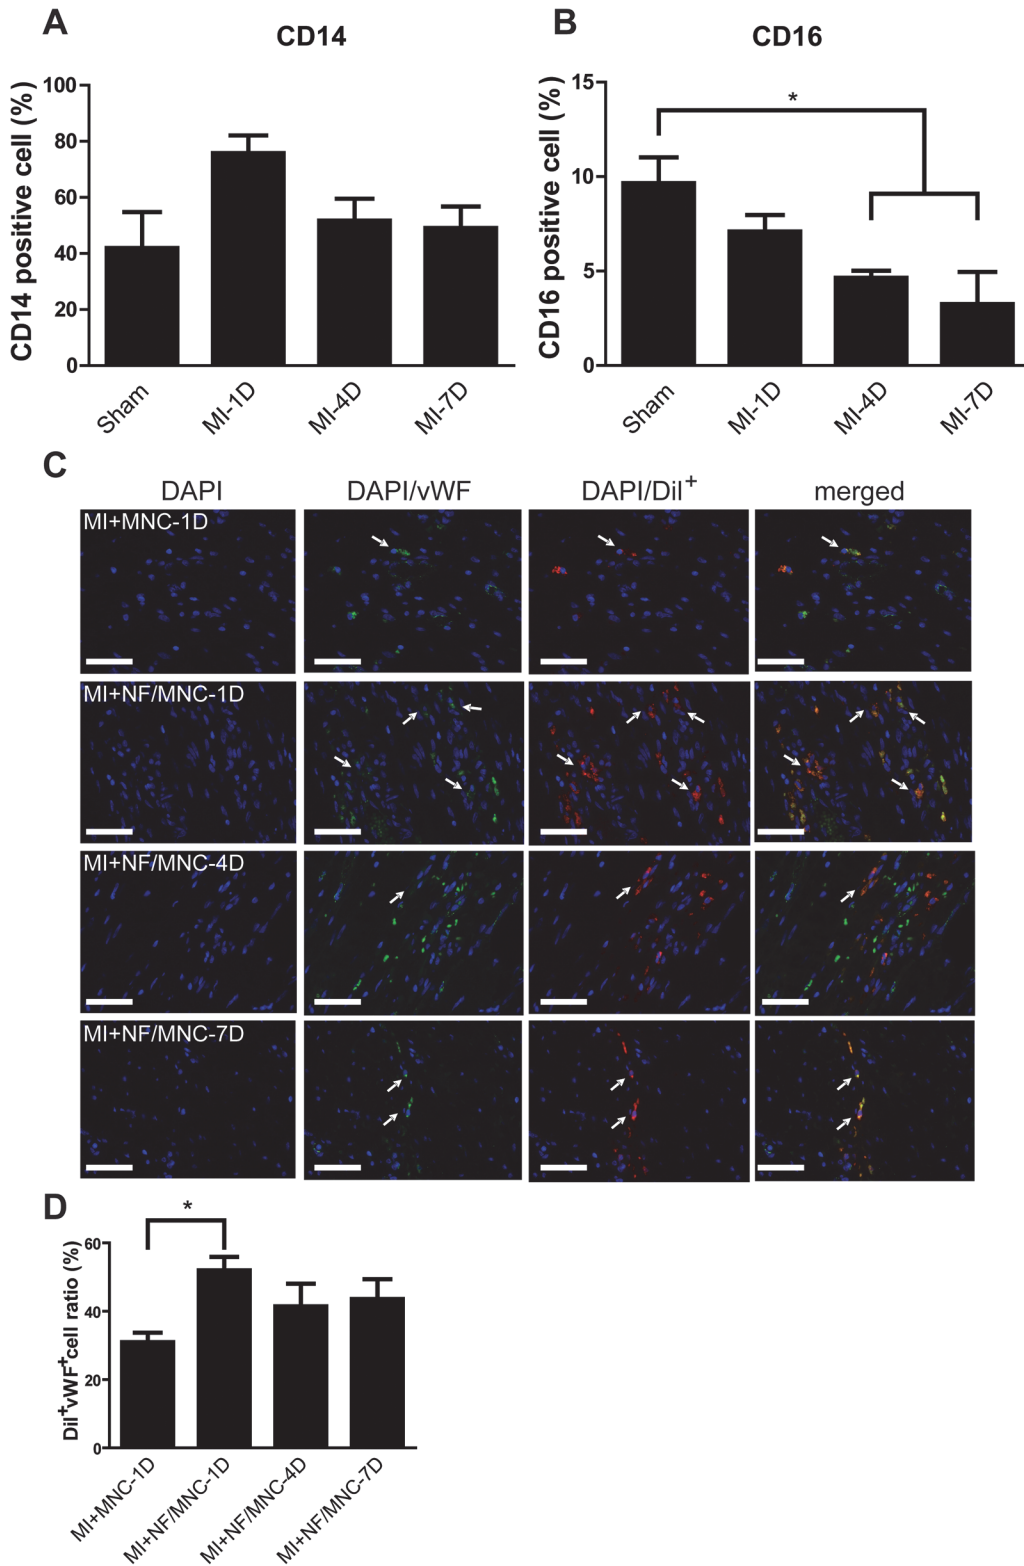 A
CD14
CD14 positive cell (%)
100
80
60
40
20
0
Sham
MI-1D
MI-4D
MI-7D
B
CD16
CD16 positive cell (%)
15
10
5
0
*
Sham
MI-1D
MI-4D
MI-7D
C
DAPI
DAPI/vWF
DAPI/DiI+
merged
MI+MNC-1D
MI+NF/MNC-1D
MI+NF/MNC-4D
MI+NF/MNC-7D
D
DiI+vWF+cell ratio (%)
60
40
20
0
*
MI+MNC-1D
MI+NF/MNC-1D
MI+NF/MNC-4D
MI+NF/MNC-7D